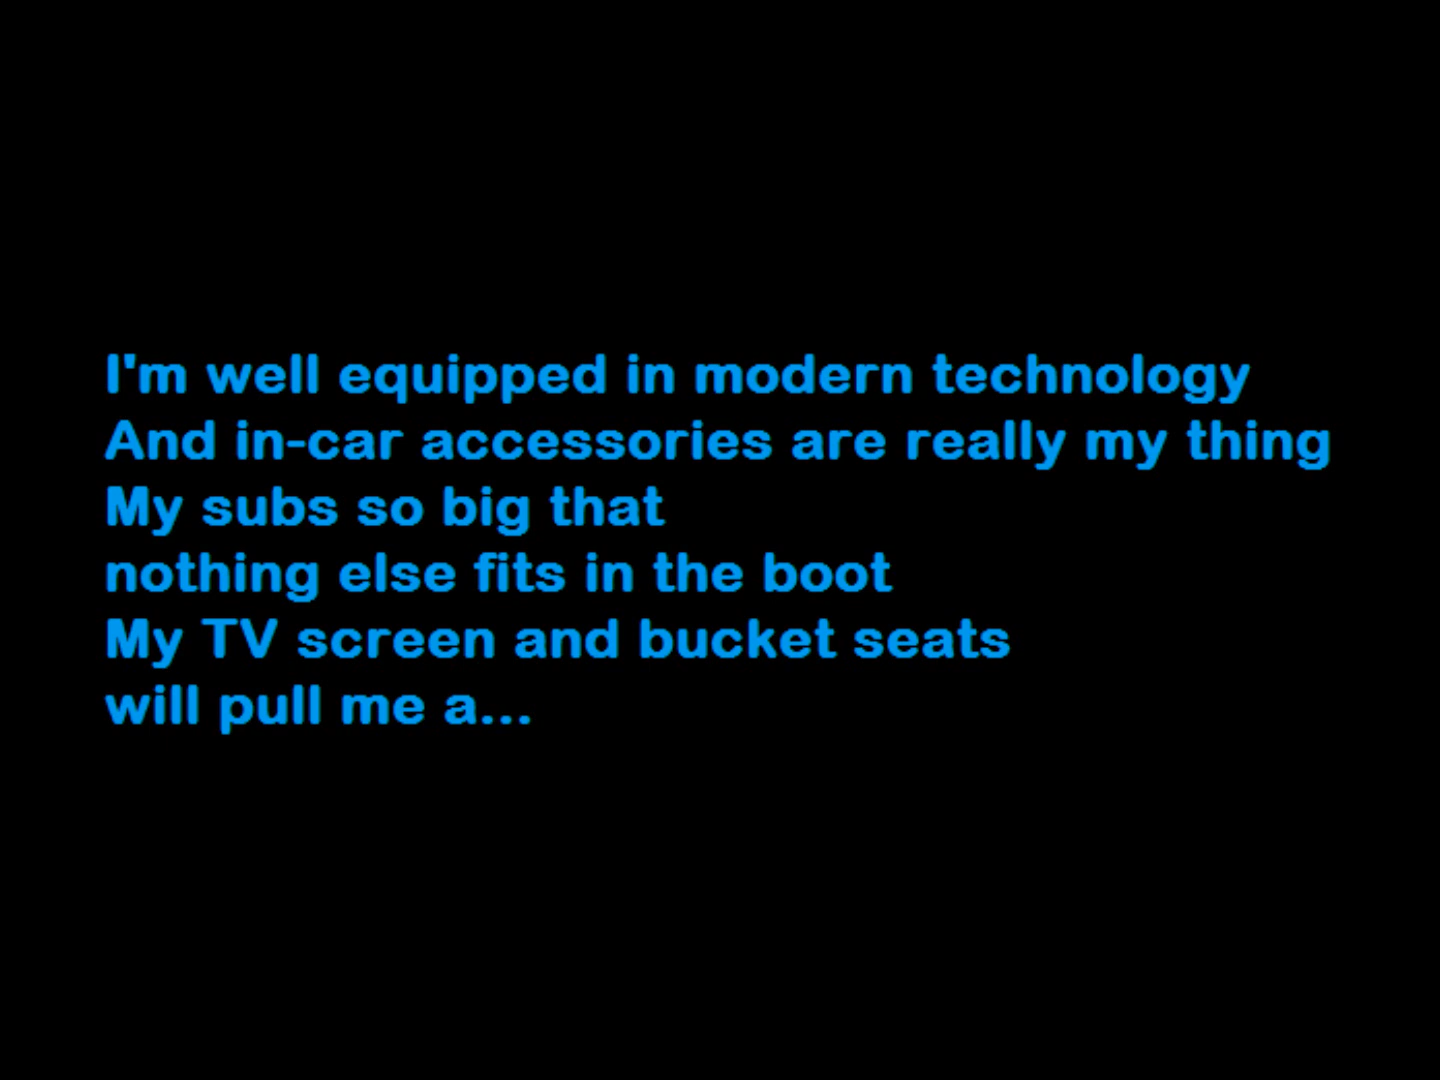 I'm well equipped in modern technology
And in-car accessories are really my thing
My subs so big that
nothing else fits in the boot
My TV screen and bucket seats
will pull me a...